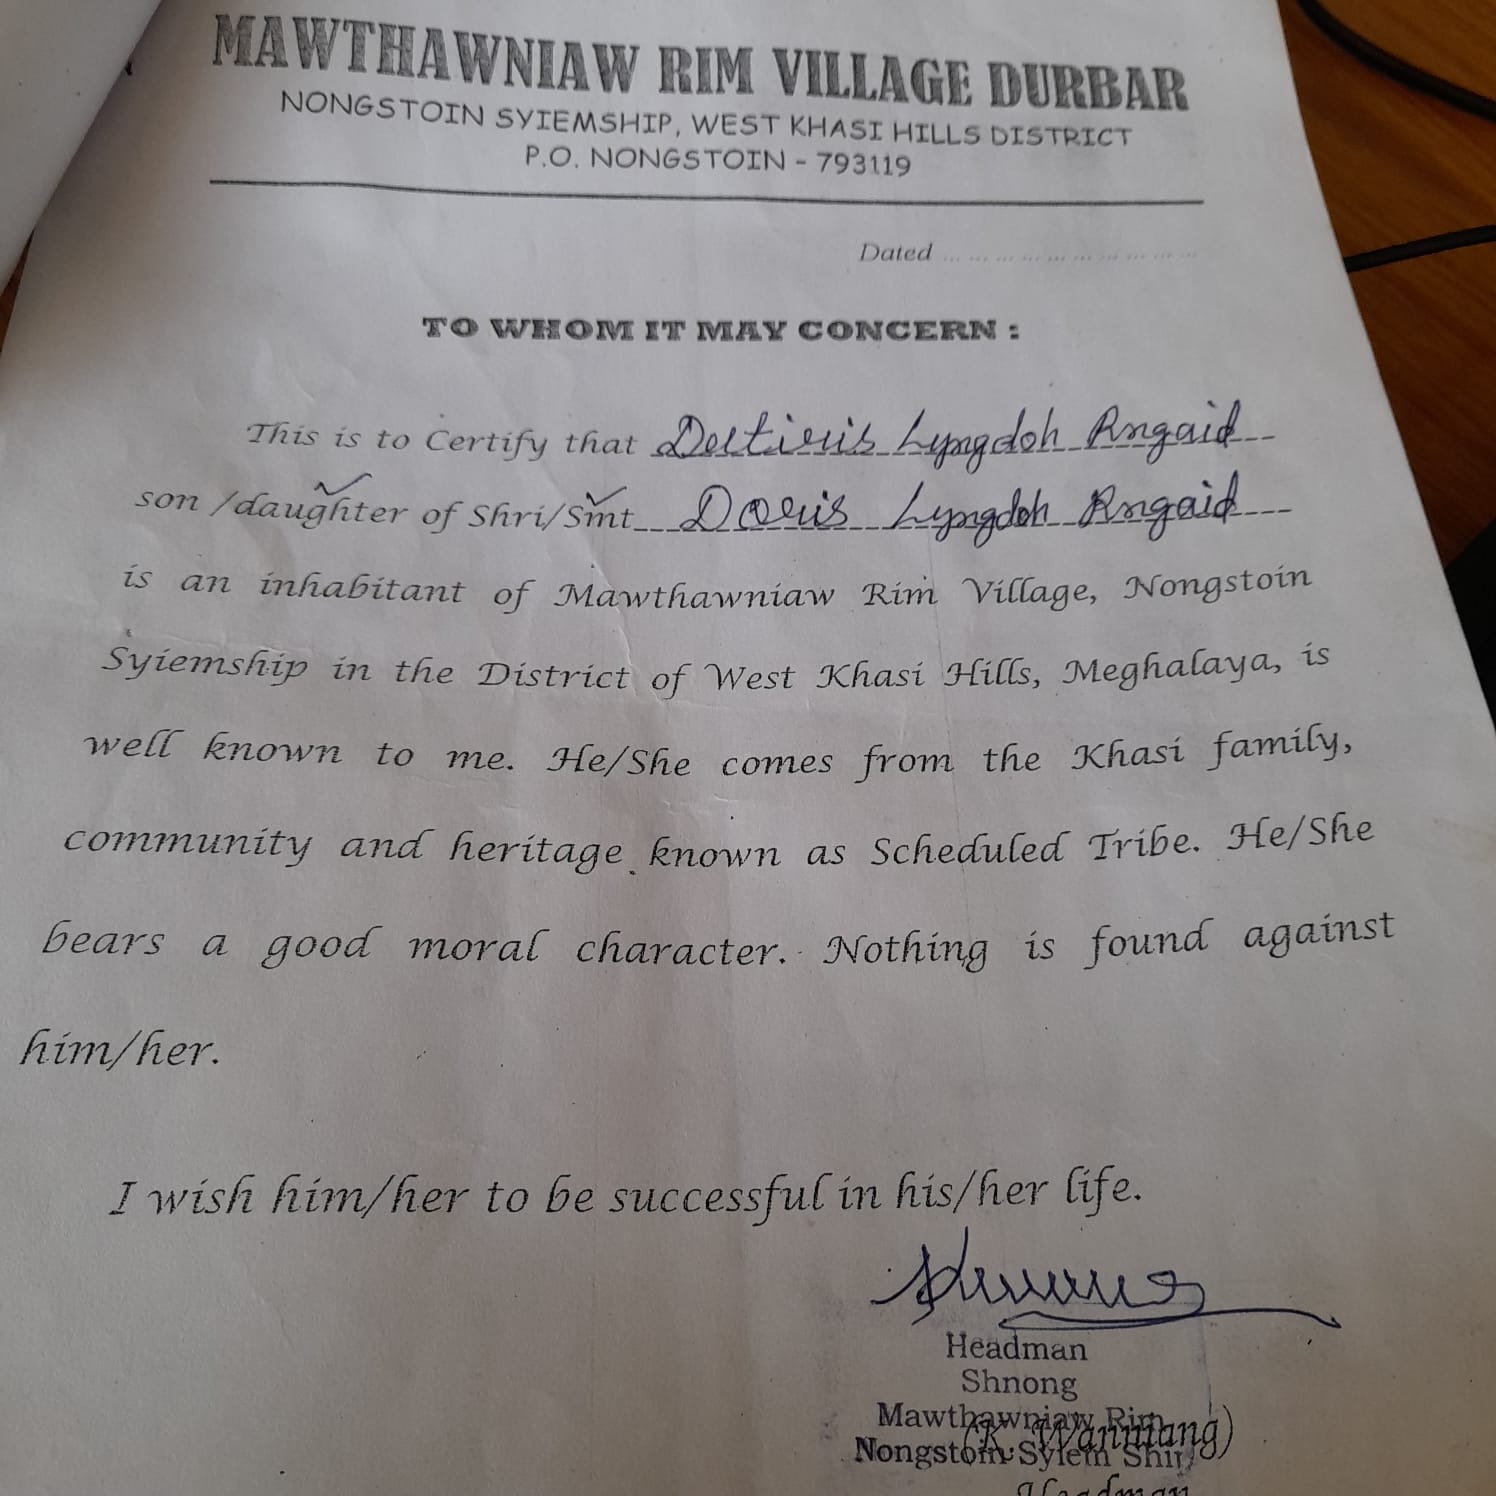 MAWTHAWNIAW RIM VILLAGE DURBAR
NONGSTOIN SYIEMSHIP, WEST KHASI HILLS DISTRICT
P.O. NONGSTOIN - 793119
Dated ... ... ... ... ... ... ... ... ... ...
TO WHOM IT MAY CONCERN :
This is to Certify that Lyngdoh Rngaid
son /daughter of Shri/Smt Doris Lyngdoh Rngaid
is an inhabitant of Mawthawniaw Rim Village, Nongstoin
Syiemship in the District of West Khasi Hills, Meghalaya, is
well known to me. He/She comes from the Khasi family,
community and heritage known as Scheduled Tribe. He/She
bears a good moral character. Nothing is found against
him/her.
I wish him/her to be successful in his/her life.
Headman
Shnong
Mawthawniaw Rim
Nongstoin Syiem Ship
Headman